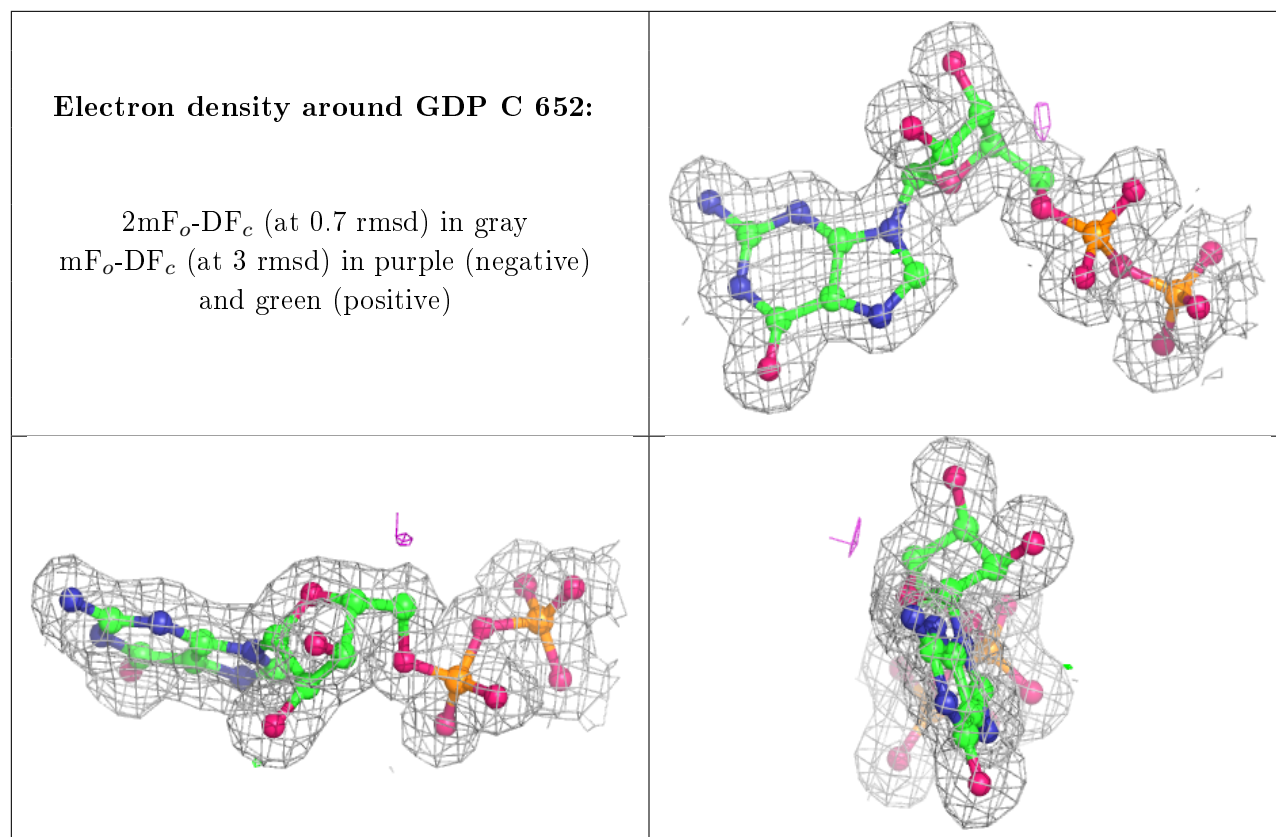 Electron density around GDP C 652:
2mFₒ-DF𝒸 (at 0.7 rmsd) in gray
mFₒ-DF𝒸 (at 3 rmsd) in purple (negative)
and green (positive)